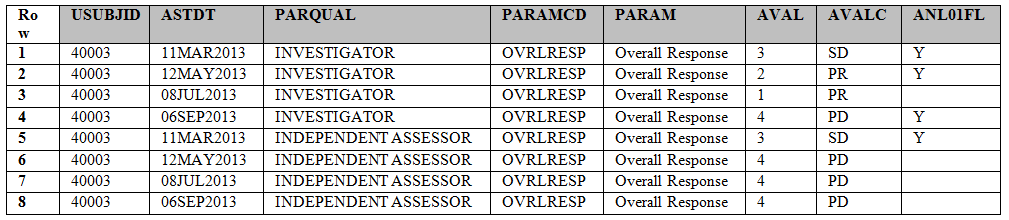 Row USUBJID ASTDT PARQUAL PARAMCD PARAM AVAL AVALC ANL01FL
1 40003 11MAR2013 INVESTIGATOR OVRLRESP Overall Response 3 SD Y
2 40003 12MAY2013 INVESTIGATOR OVRLRESP Overall Response 2 PR Y
3 40003 08JUL2013 INVESTIGATOR OVRLRESP Overall Response 1 PR
4 40003 06SEP2013 INVESTIGATOR OVRLRESP Overall Response 4 PD Y
5 40003 11MAR2013 INDEPENDENT ASSESSOR OVRLRESP Overall Response 3 SD Y
6 40003 12MAY2013 INDEPENDENT ASSESSOR OVRLRESP Overall Response 4 PD
7 40003 08JUL2013 INDEPENDENT ASSESSOR OVRLRESP Overall Response 4 PD
8 40003 06SEP2013 INDEPENDENT ASSESSOR OVRLRESP Overall Response 4 PD